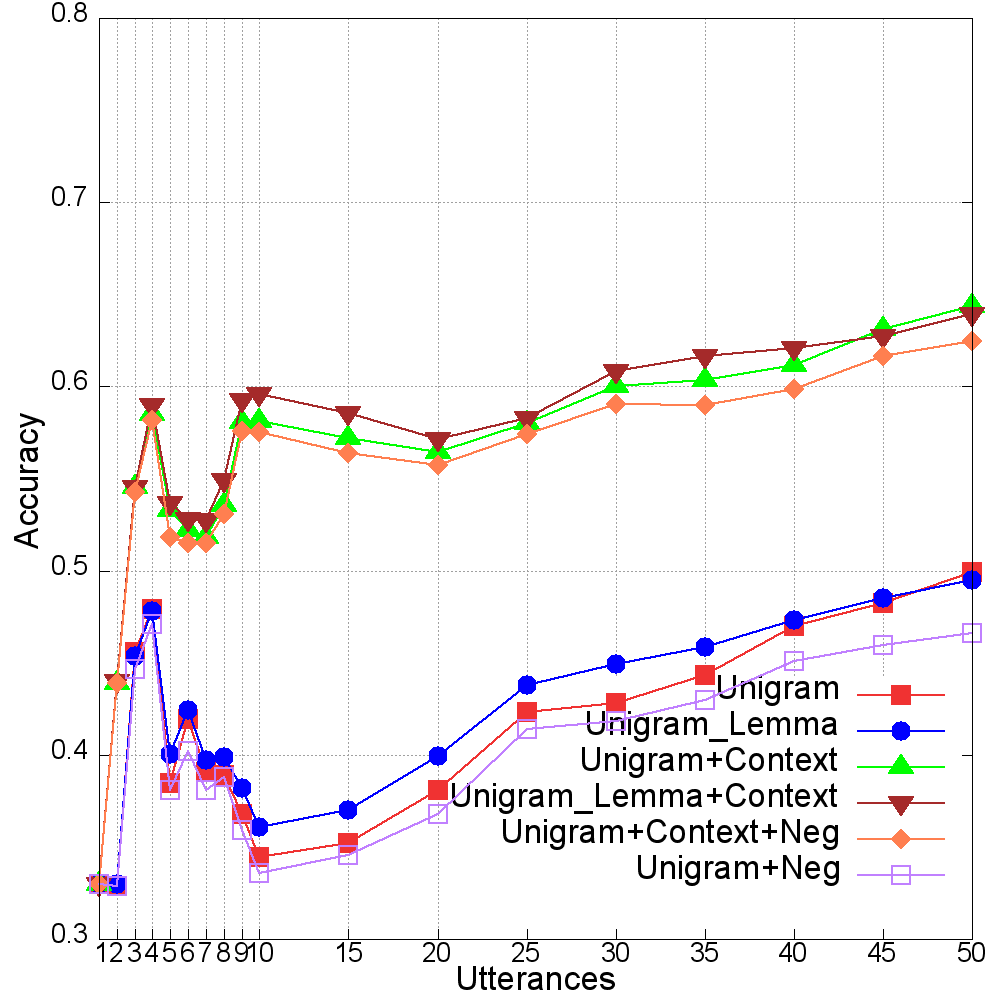 0.8
0.7
0.6
0.5
0.4
0.3
Accuracy
Unigram
Unigram_Lemma
Unigram+Context
Unigram_Lemma+Context
Unigram+Context+Neg
Unigram+Neg
1 2 3 4 5 6 7 8 9 10 15 20 25 30 35 40 45 50
Utterances